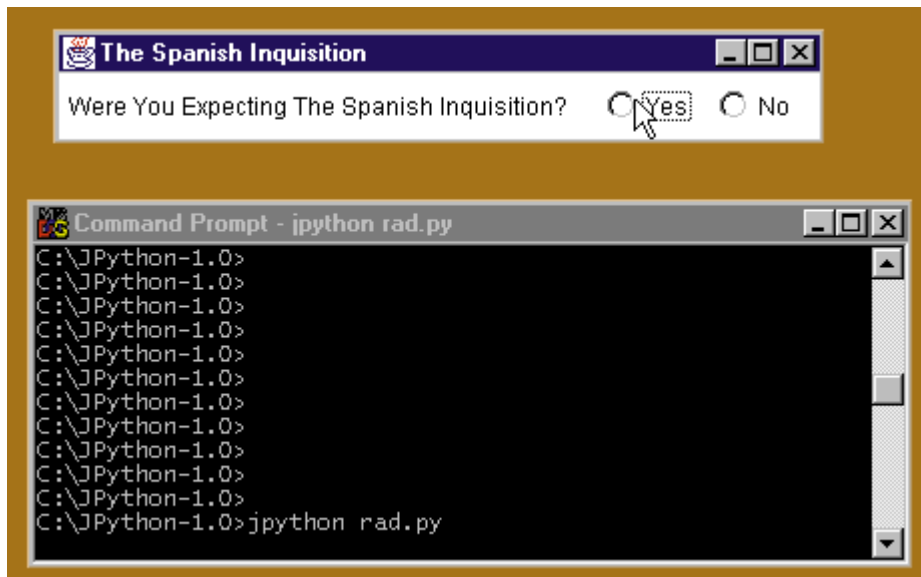 The Spanish Inquisition
Were You Expecting The Spanish Inquisition? Yes No
Command Prompt - jpython rad.py
C:\JPython-1.0>
C:\JPython-1.0>
C:\JPython-1.0>
C:\JPython-1.0>
C:\JPython-1.0>
C:\JPython-1.0>
C:\JPython-1.0>
C:\JPython-1.0>
C:\JPython-1.0>
C:\JPython-1.0>
C:\JPython-1.0>
C:\JPython-1.0>jpython rad.py